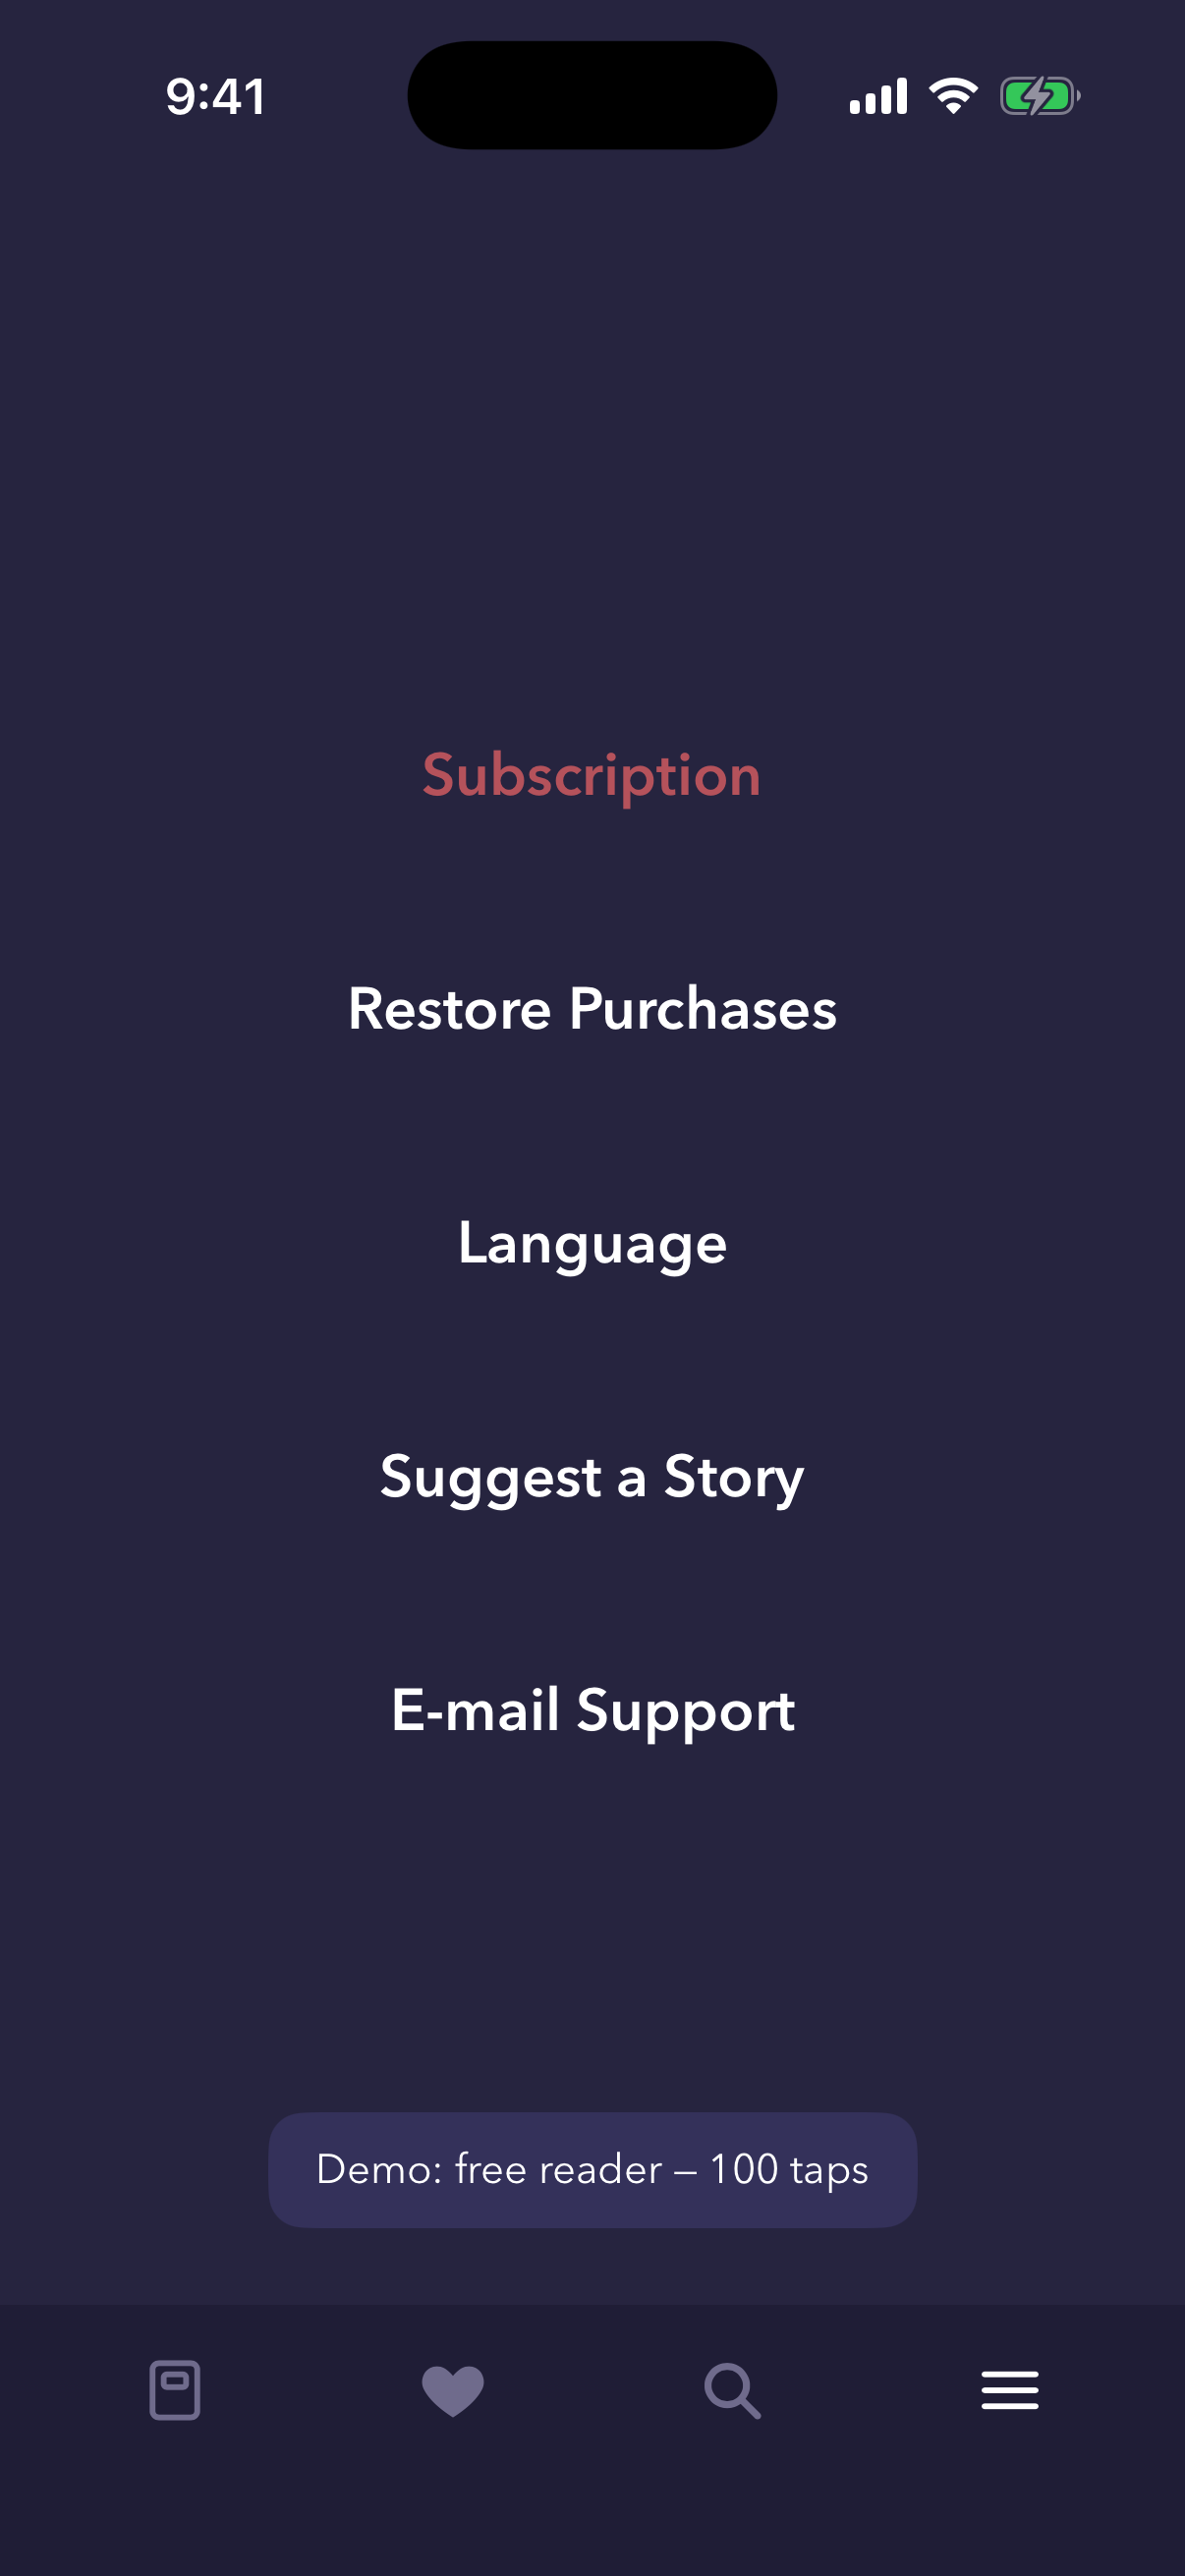 9:41
Subscription
Restore Purchases
Language
Suggest a Story
E-mail Support
Demo: free reader – 100 taps